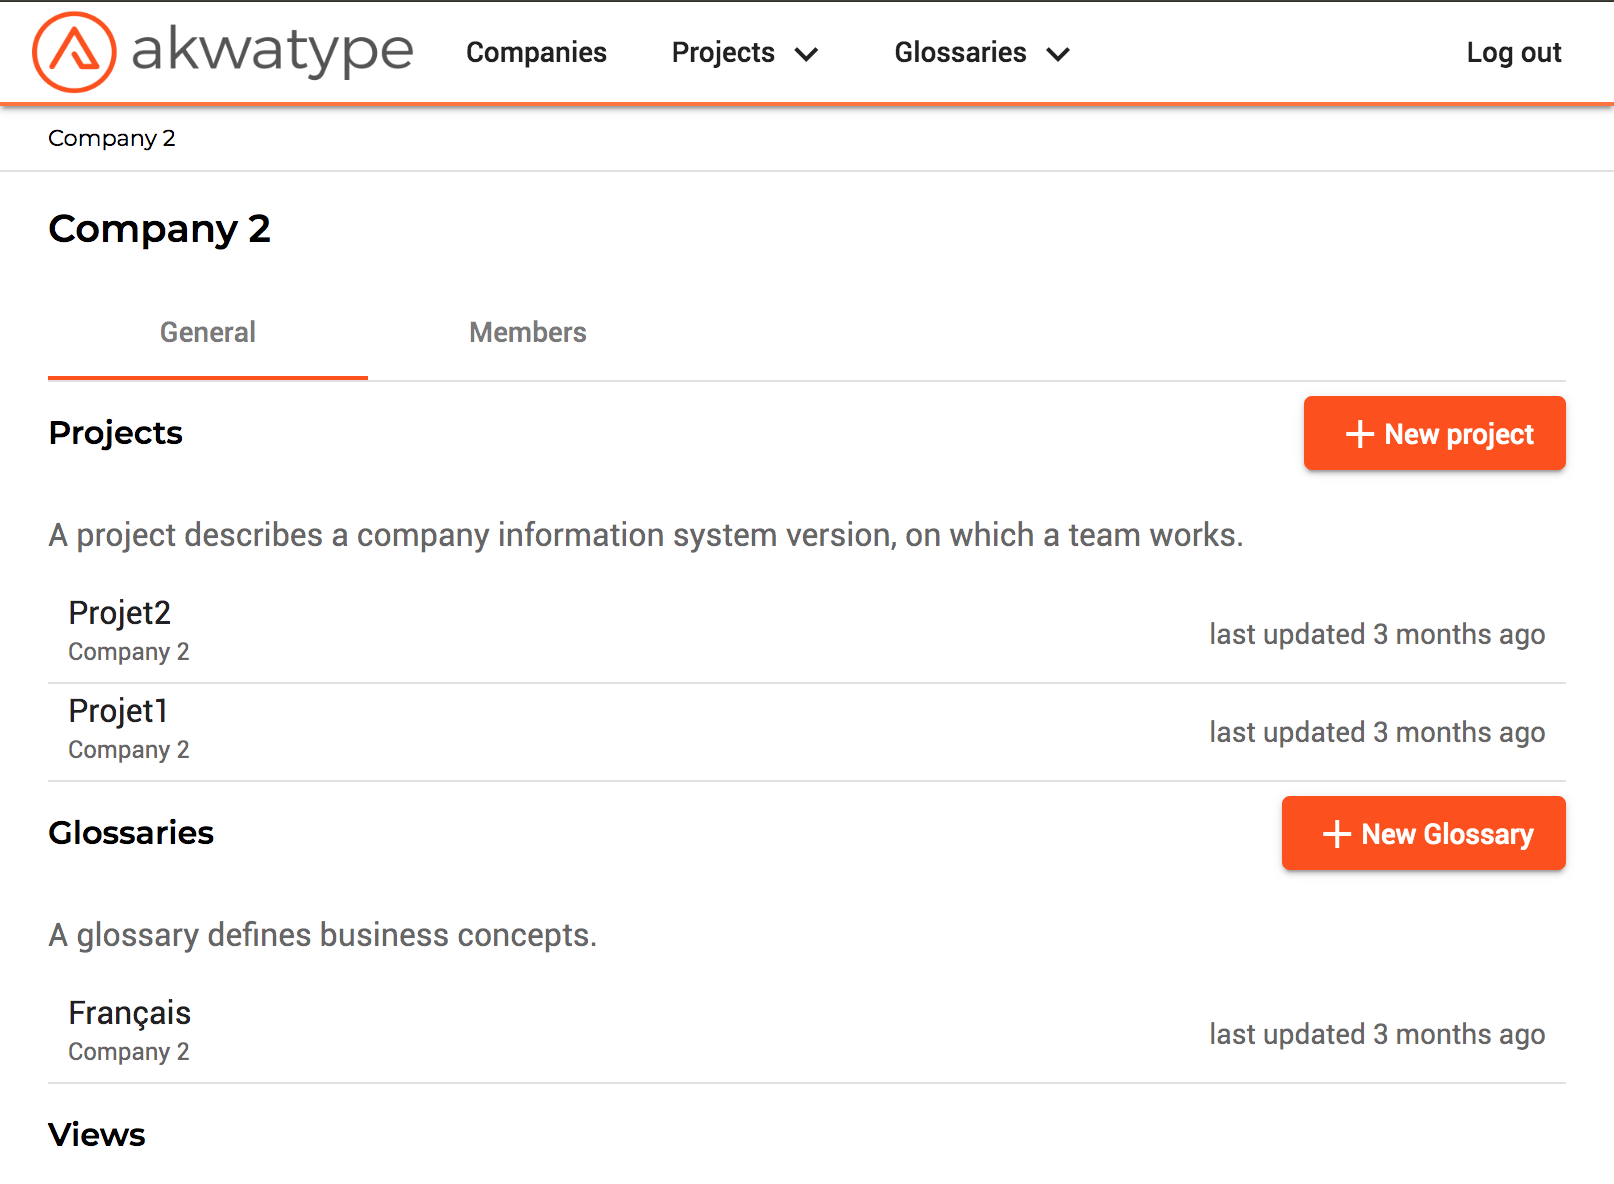 akwatype Companies Projects Glossaries Log out
Company 2
Company 2
General Members
Projects
New project
A project describes a company information system version, on which a team works.
Projet2
Company 2
last updated 3 months ago
Projet1
Company 2
last updated 3 months ago
Glossaries
New Glossary
A glossary defines business concepts.
Français
Company 2
last updated 3 months ago
Views